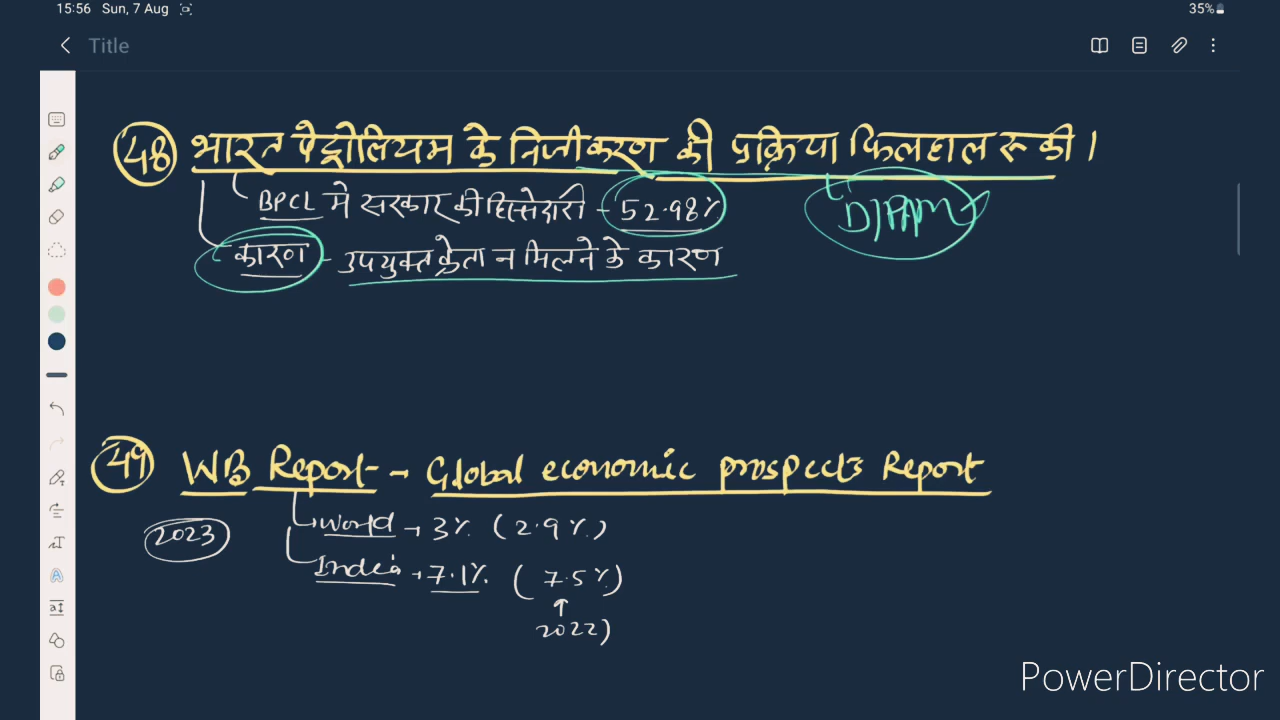 15:56 Sun, 7 Aug
35%
Title
48 भारत पेट्रोलियम के निजीकरण की प्रक्रिया फिलहाल रूकी।
BPCL मे सरकार की हिस्सेदारी - 52.98%
DIPAM
कारण - उपयुक्त क्रेता न मिलने के कारण
49 WB Report → Global economic prospects Report
2023
World → 3% (2.9%)
India → 7.1% (7.5%)
↑
2022)
PowerDirector